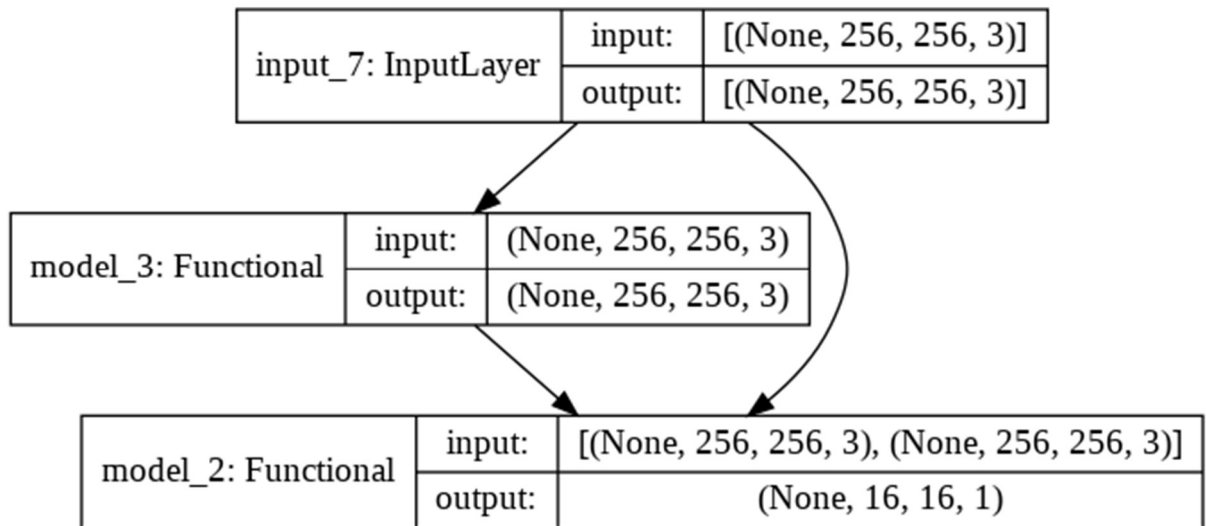 input_7: InputLayer
input: [(None, 256, 256, 3)]
output: [(None, 256, 256, 3)]
model_3: Functional
input: (None, 256, 256, 3)
output: (None, 256, 256, 3)
model_2: Functional
input: [(None, 256, 256, 3), (None, 256, 256, 3)]
output: (None, 16, 16, 1)